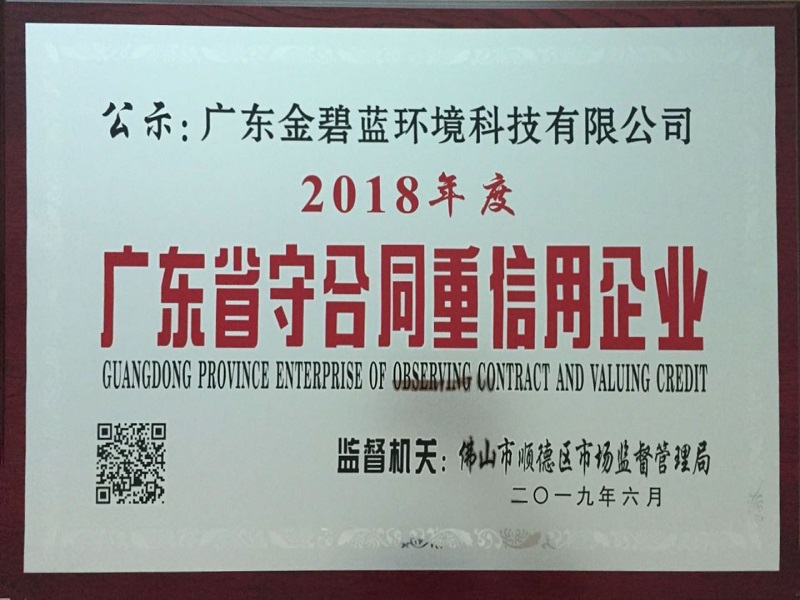 公示：广东金碧蓝环境科技有限公司
2018年度
广东省守合同重信用企业
GUANGDONG PROVINCE ENTERPRISE OF OBSERVING CONTRACT AND VALUING CREDIT
监督机关：佛山市顺德区市场监督管理局
二〇一九年六月